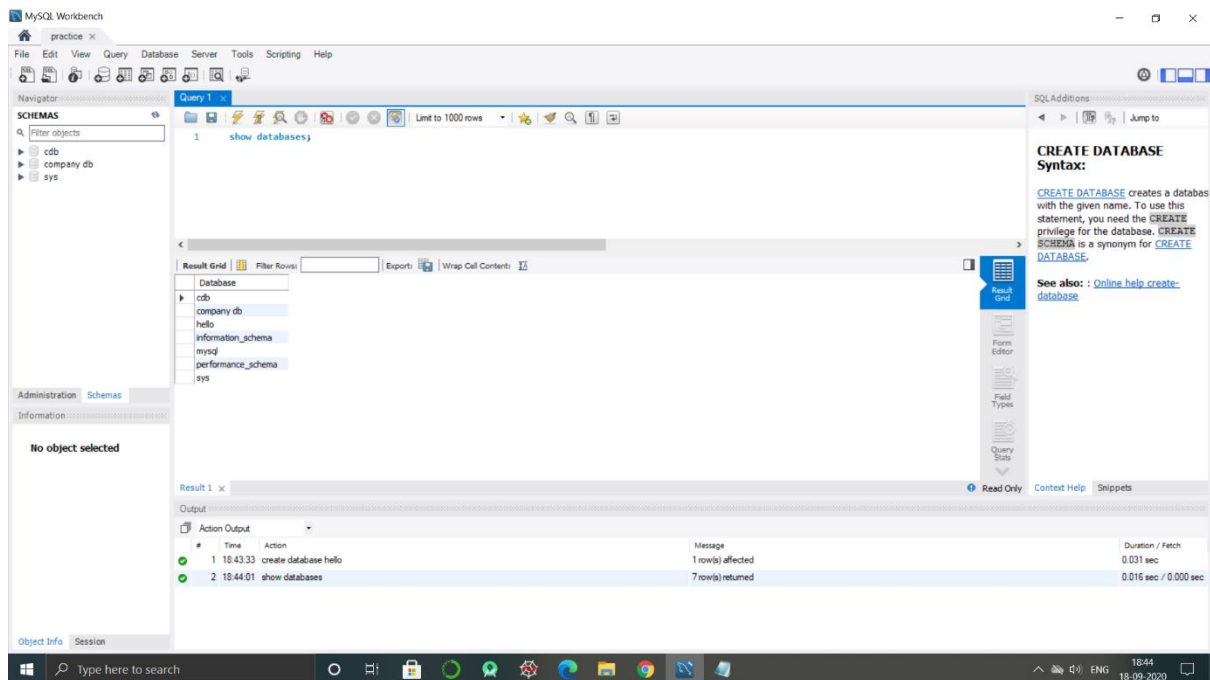 MySQL Workbench
practice
File Edit View Query Database Server Tools Scripting Help
Navigator
SCHEMAS
Filter objects
cdb
company db
sys
Administration Schemas
Information
No object selected
Object Info Session
Query 1
Limit to 1000 rows
1 show databases;
Result Grid Filter Rows: Export: Wrap Cell Content:
Database
cdb
company db
hello
information_schema
mysql
performance_schema
sys
Result
Grid
Form
Editor
Field
Types
Query
Stats
Result 1
Read Only
Output
Action Output
# Time Action Message Duration / Fetch
1 18:43:33 create database hello 1 row(s) affected 0.031 sec
2 18:44:01 show databases 7 row(s) returned 0.016 sec / 0.000 sec
SQLAdditions
Jump to
CREATE DATABASE
Syntax:
CREATE DATABASE creates a databas
with the given name. To use this
statement, you need the CREATE
privilege for the database. CREATE
SCHEMA is a synonym for CREATE
DATABASE.
See also: : Online help create-
database
Context Help Snippets
Type here to search
ENG
18:44
18-09-2020